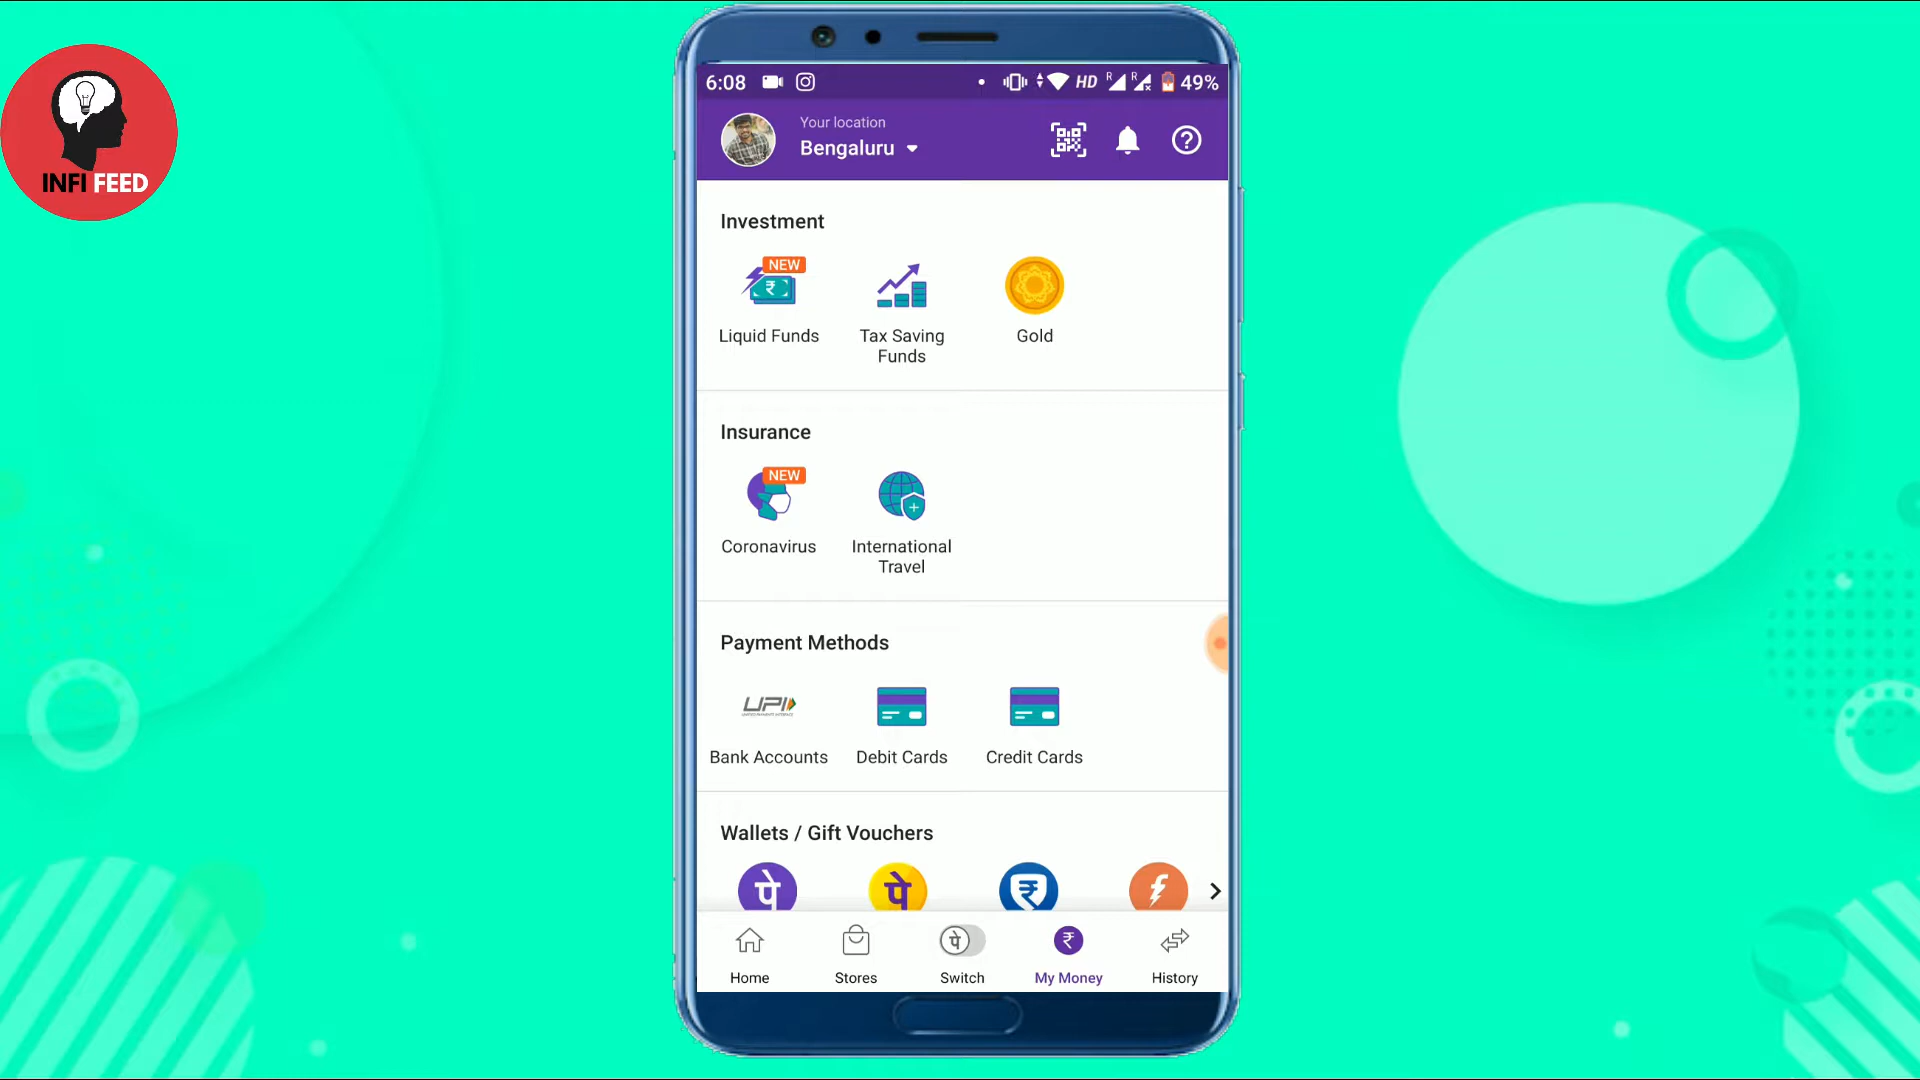 INFI FEED
6:08
HD
R
R
49%
Your location
Bengaluru
Investment
NEW
Liquid Funds
Tax Saving
Funds
Gold
Insurance
NEW
Coronavirus
International
Travel
Payment Methods
UPI
Bank Accounts
Debit Cards
Credit Cards
Wallets / Gift Vouchers
पे
पे
₹
पे
₹
Home
Stores
Switch
My Money
History